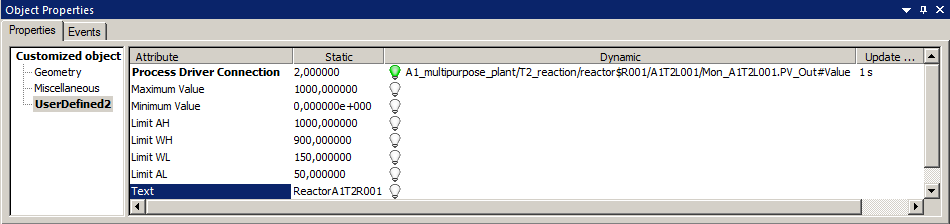 Object Properties
Properties Events
Customized object
Geometry
Miscellaneous
UserDefined2
Attribute Static Dynamic Update ...
Process Driver Connection 2,000000 A1_multipurpose_plant/T2_reaction/reactor$R001/A1T2L001/Mon_A1T2L001.PV_Out#Value 1 s
Maximum Value 1000,000000
Minimum Value 0,000000e+000
Limit AH 1000,000000
Limit WH 900,000000
Limit WL 150,000000
Limit AL 50,000000
Text ReactorA1T2R001